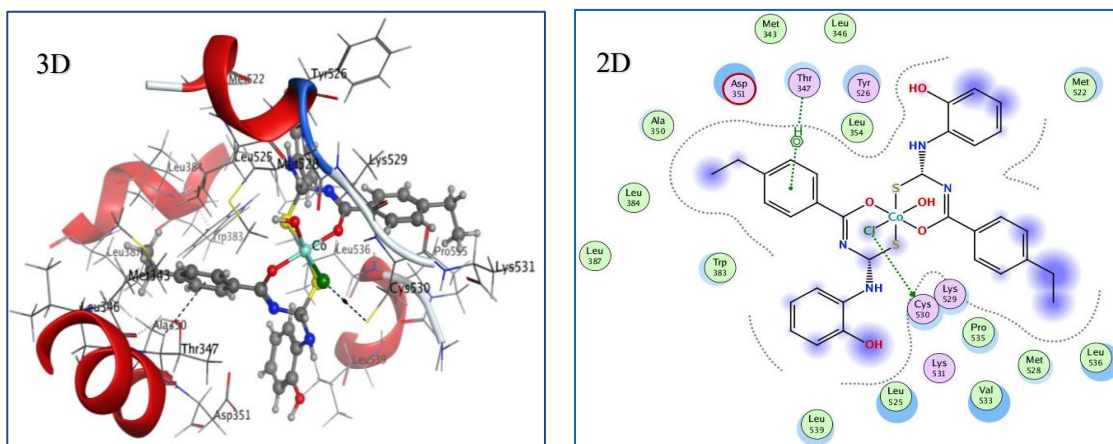 3D
Met522
Tyr526
Leu525
Met528
Lys529
Leu384
Trp383
Leu387
Met343
Co
Leu536
Pro535
Lys531
Cys530
Leu346
Ala350
Thr347
Leu539
Asp351
2D
Met
343
Leu
346
Asp
351
Thr
347
Tyr
526
Met
522
HO
Ala
350
Leu
354
H
HN
Leu
384
S
N
O
Co
OH
Cl
N
S
O
Leu
387
Trp
383
HN
Lys
529
Cys
530
OH
Pro
535
Lys
531
Met
528
Leu
536
Leu
525
Val
533
Leu
539